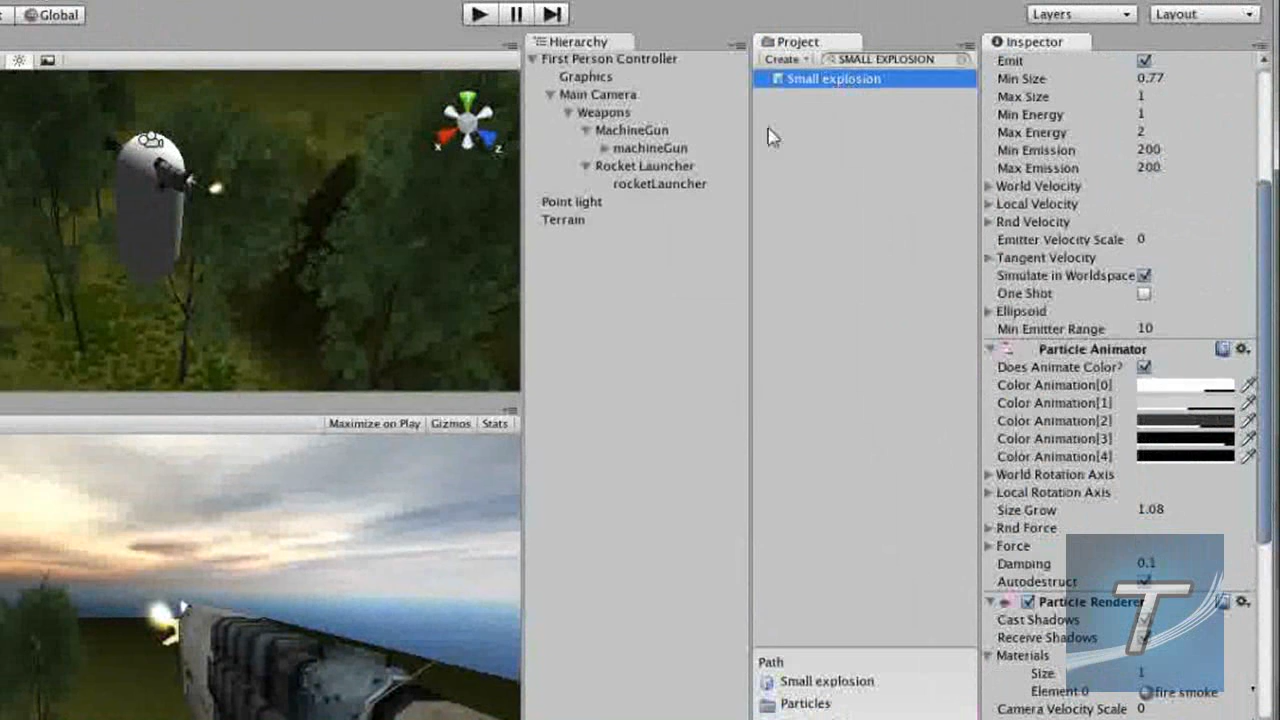 Global
Layers
Layout
Hierarchy
First Person Controller
Graphics
Main Camera
Weapons
MachineGun
machineGun
Rocket Launcher
rocketLauncher
Point light
Terrain
Project
Create
SMALL EXPLOSION
Small explosion
Path
Small explosion
Particles
Inspector
Emit
Min Size 0.77
Max Size 1
Min Energy 1
Max Energy 2
Min Emission 200
Max Emission 200
World Velocity
Local Velocity
Rnd Velocity
Emitter Velocity Scale 0
Tangent Velocity
Simulate in Worldspace
One Shot
Ellipsoid
Min Emitter Range 10
Particle Animator
Does Animate Color?
Color Animation[0]
Color Animation[1]
Color Animation[2]
Color Animation[3]
Color Animation[4]
World Rotation Axis
Local Rotation Axis
Size Grow 1.08
Rnd Force
Force
Damping 0.1
Autodestruct
Particle Renderer
Cast Shadows
Receive Shadows
Materials
Size 1
Element 0 fire smoke
Camera Velocity Scale 0
Maximize on Play Gizmos Stats
x
z
T